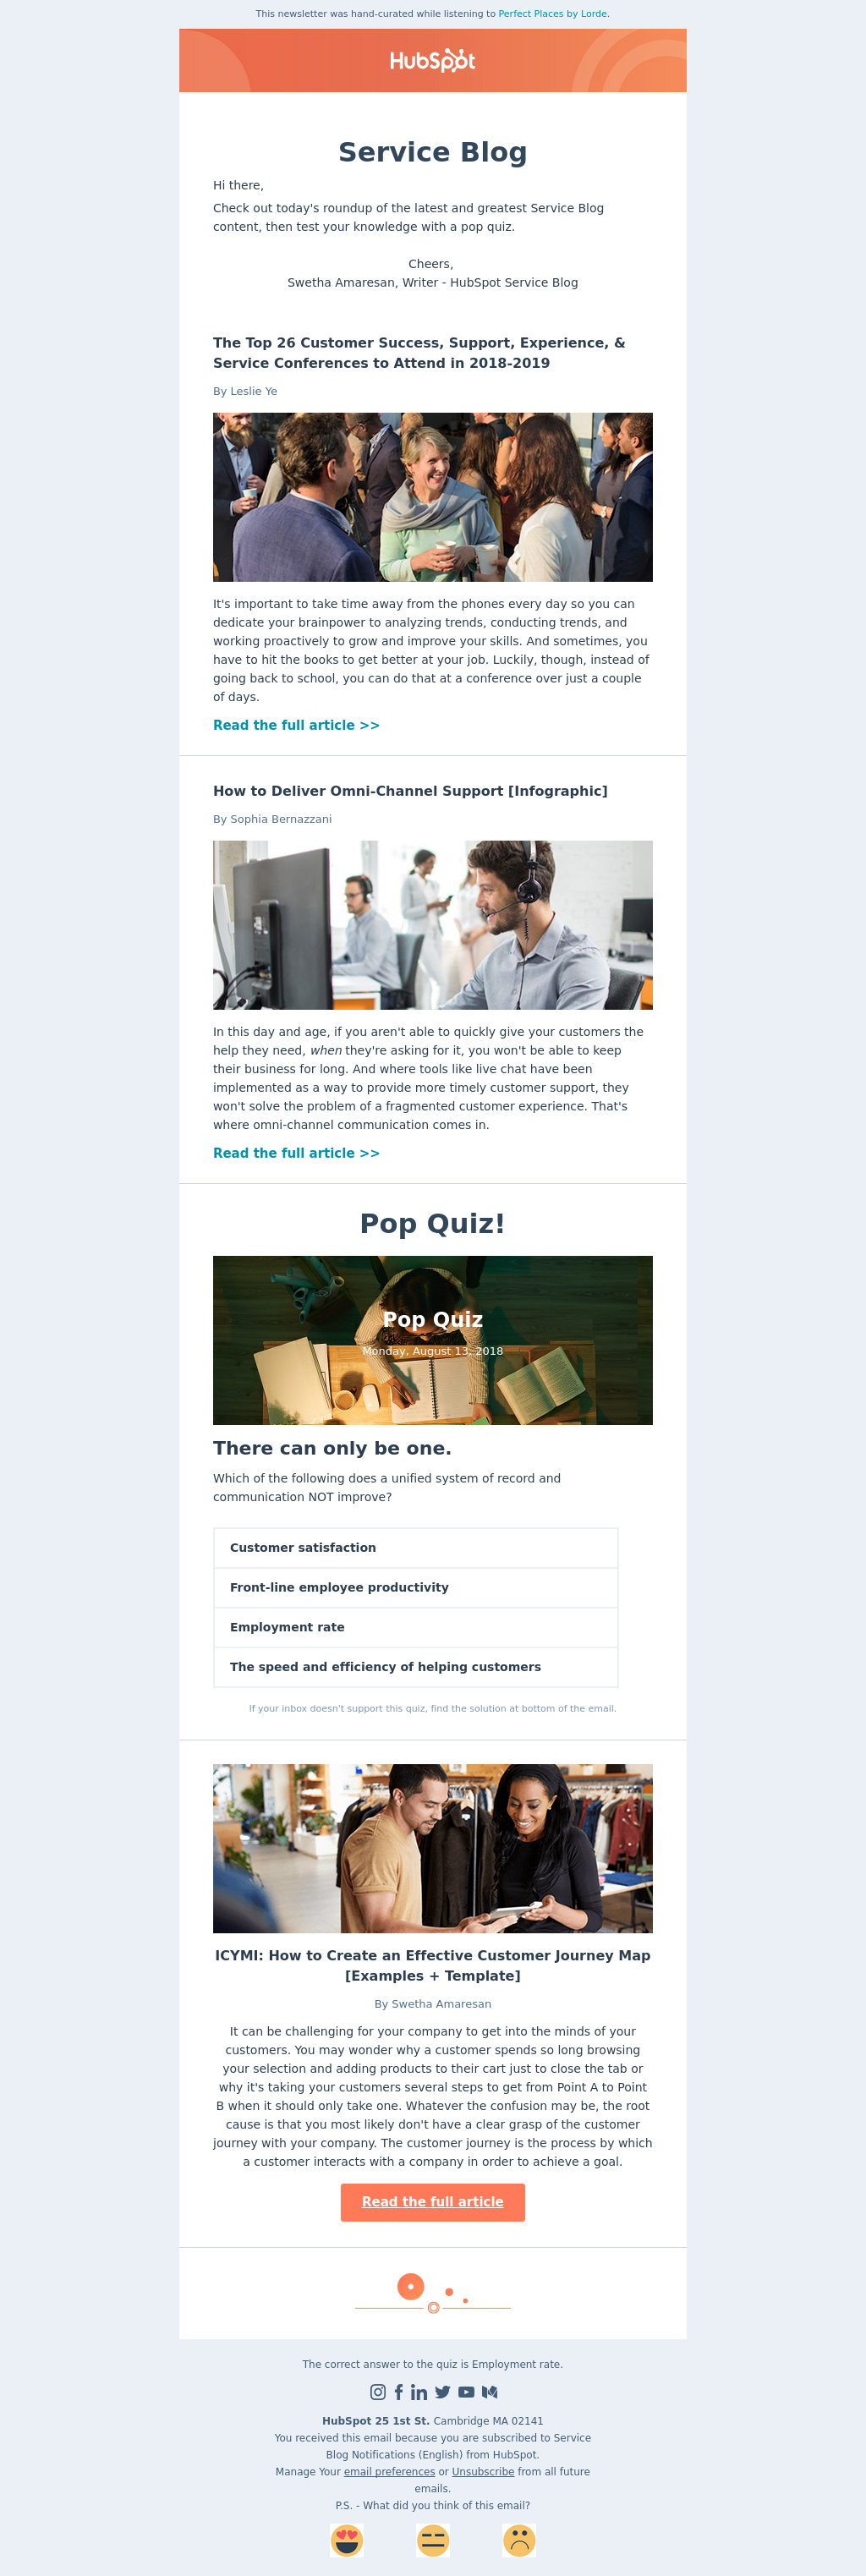 This newsletter was hand-curated while listening to Perfect Places by Lorde.
HubSpot
Service Blog
Hi there,
Check out today's roundup of the latest and greatest Service Blog
content, then test your knowledge with a pop quiz.
Cheers,
Swetha Amaresan, Writer - HubSpot Service Blog
The Top 26 Customer Success, Support, Experience, &
Service Conferences to Attend in 2018-2019
By Leslie Ye
It's important to take time away from the phones every day so you can
dedicate your brainpower to analyzing trends, conducting trends, and
working proactively to grow and improve your skills. And sometimes, you
have to hit the books to get better at your job. Luckily, though, instead of
going back to school, you can do that at a conference over just a couple
of days.
Read the full article >>
How to Deliver Omni-Channel Support [Infographic]
By Sophia Bernazzani
In this day and age, if you aren't able to quickly give your customers the
help they need, when they're asking for it, you won't be able to keep
their business for long. And where tools like live chat have been
implemented as a way to provide more timely customer support, they
won't solve the problem of a fragmented customer experience. That's
where omni-channel communication comes in.
Read the full article >>
Pop Quiz!
Pop Quiz
Monday, August 13, 2018
There can only be one.
Which of the following does a unified system of record and
communication NOT improve?
Customer satisfaction
Front-line employee productivity
Employment rate
The speed and efficiency of helping customers
If your inbox doesn't support this quiz, find the solution at bottom of the email.
ICYMI: How to Create an Effective Customer Journey Map
[Examples + Template]
By Swetha Amaresan
It can be challenging for your company to get into the minds of your
customers. You may wonder why a customer spends so long browsing
your selection and adding products to their cart just to close the tab or
why it's taking your customers several steps to get from Point A to Point
B when it should only take one. Whatever the confusion may be, the root
cause is that you most likely don't have a clear grasp of the customer
journey with your company. The customer journey is the process by which
a customer interacts with a company in order to achieve a goal.
Read the full article
The correct answer to the quiz is Employment rate.
HubSpot 25 1st St. Cambridge MA 02141
You received this email because you are subscribed to Service
Blog Notifications (English) from HubSpot.
Manage Your email preferences or Unsubscribe from all future
emails.
P.S. - What did you think of this email?